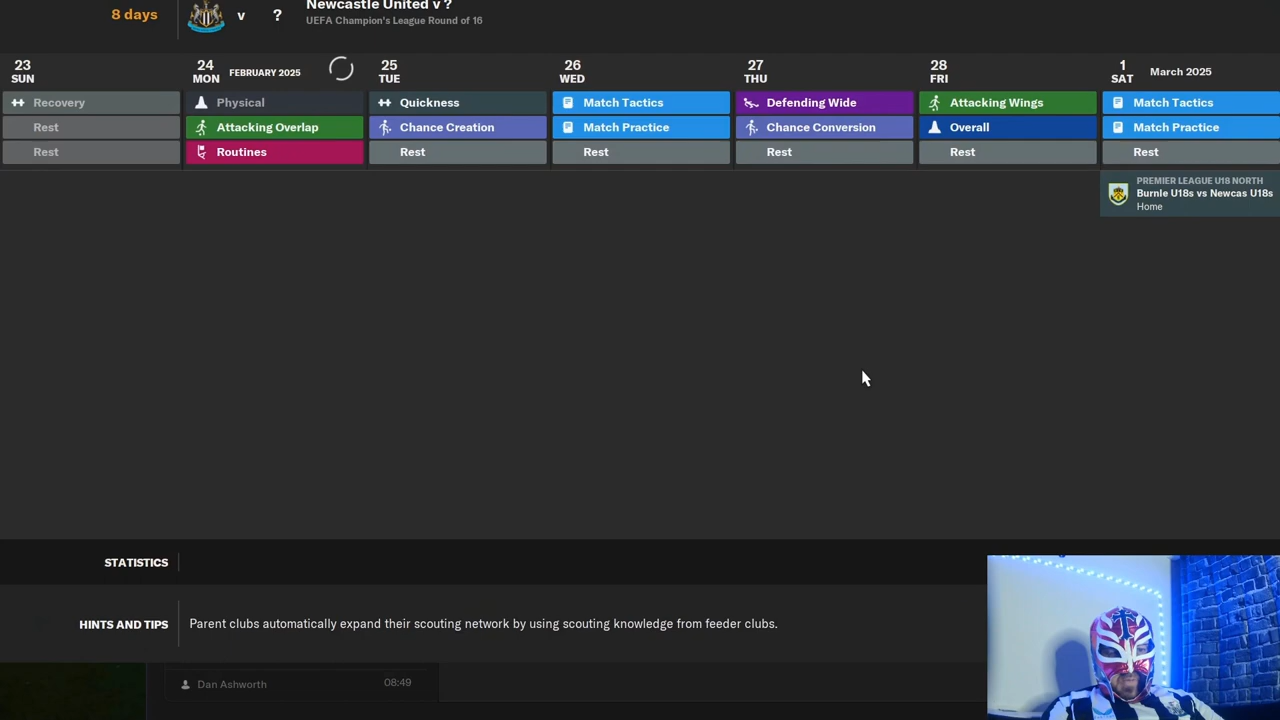 8 days
v
?
Newcastle United v ?
UEFA Champion's League Round of 16
23
SUN
24
MON
FEBRUARY 2025
25
TUE
26
WED
27
THU
28
FRI
1
SAT
March 2025
Recovery
Physical
Quickness
Match Tactics
Defending Wide
Attacking Wings
Match Tactics
Rest
Attacking Overlap
Chance Creation
Match Practice
Chance Conversion
Overall
Match Practice
Rest
Routines
Rest
Rest
Rest
Rest
Rest
PREMIER LEAGUE U18 NORTH
Burnle U18s vs Newcas U18s
Home
STATISTICS
HINTS AND TIPS
Parent clubs automatically expand their scouting network by using scouting knowledge from feeder clubs.
Dan Ashworth
08:49